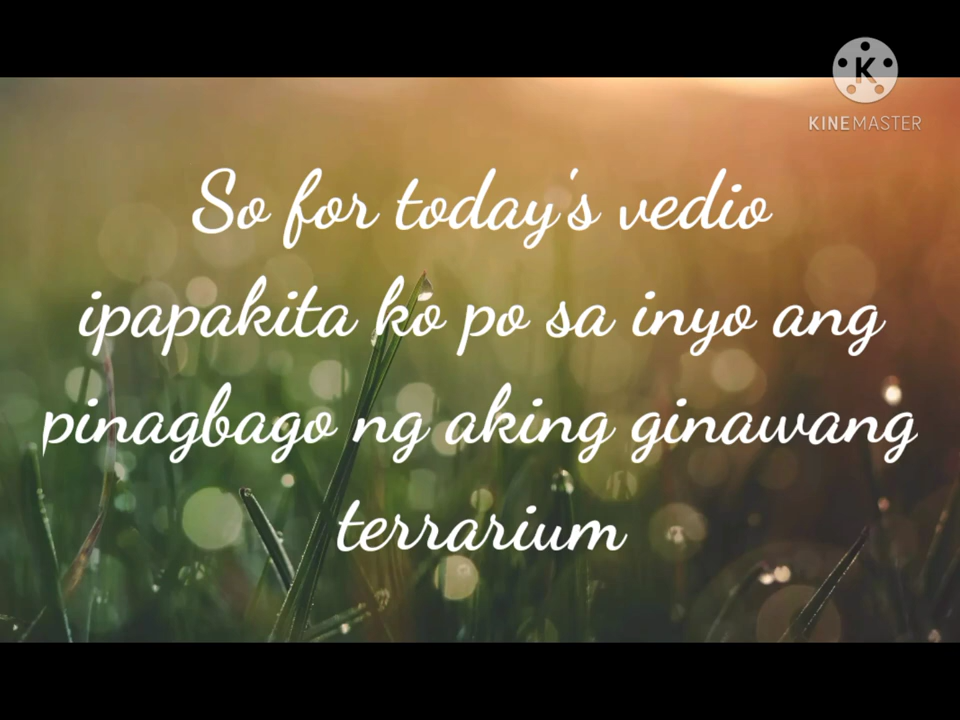 KINEMASTER
So for today's vedio
ipapakita ko po sa inyo ang
pinagbago ng aking ginawang
terrarium